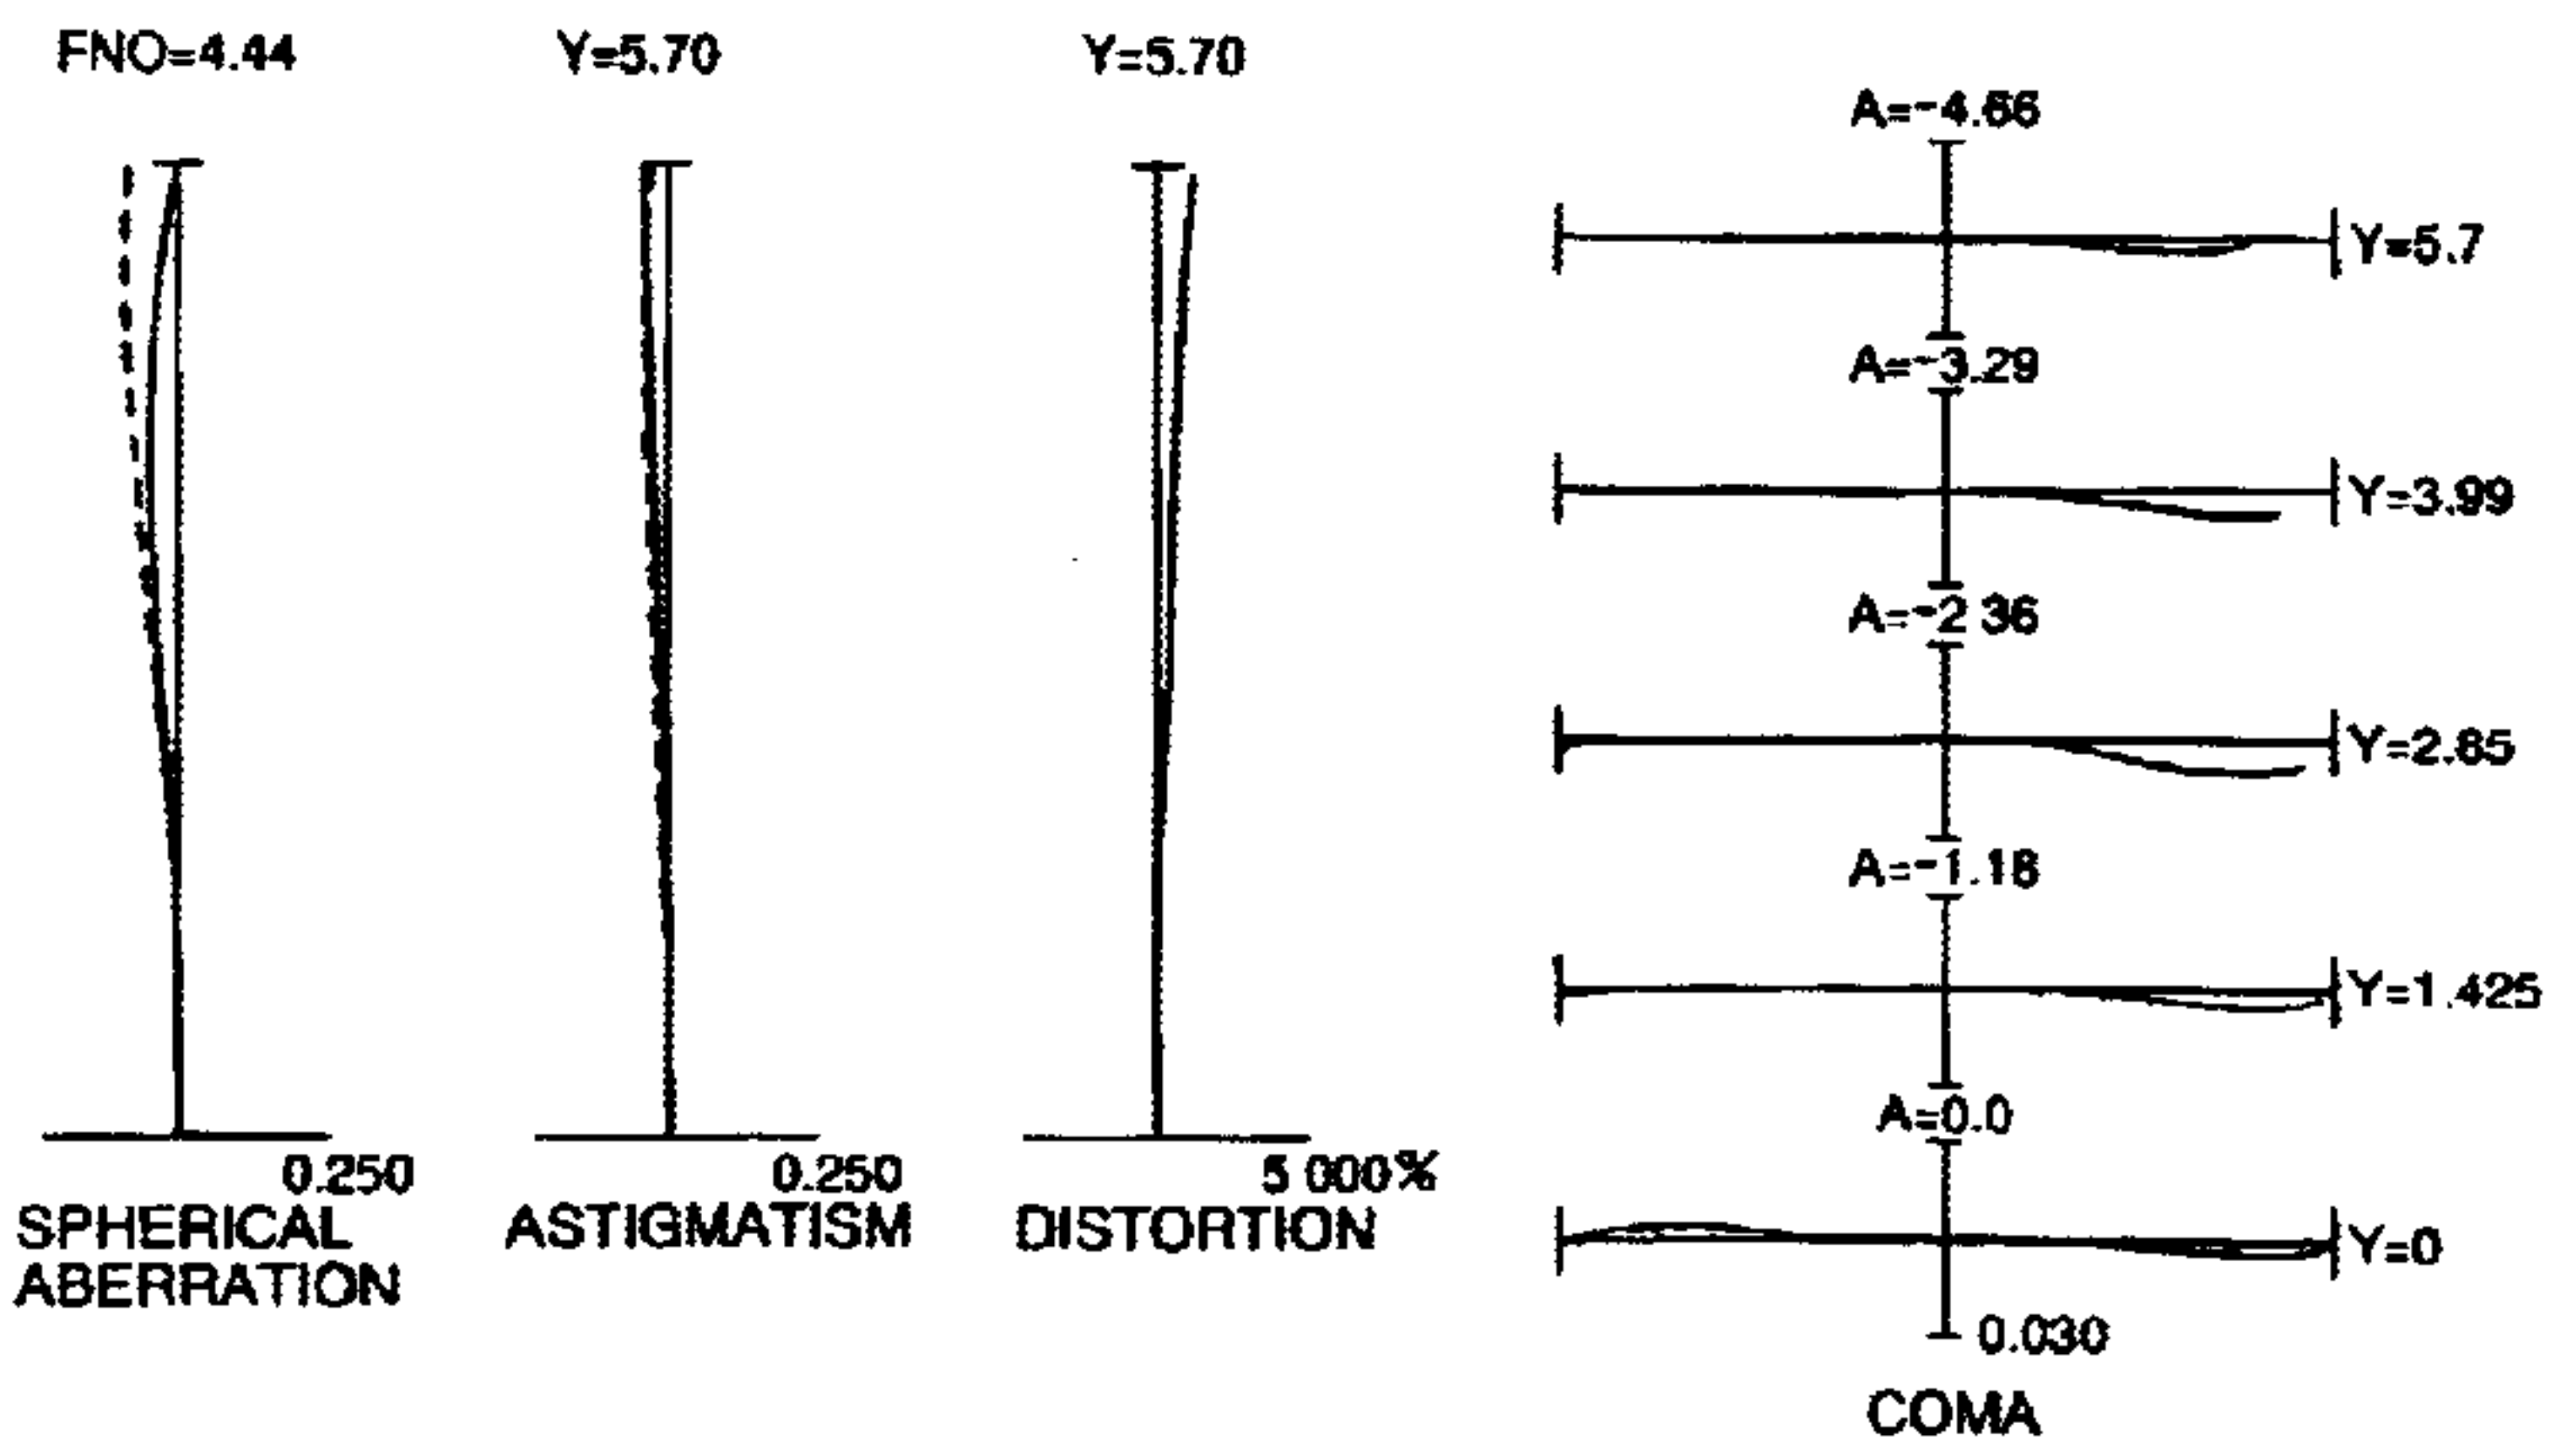 FNO=4.44
Y=5.70
Y=5.70
0.250
SPHERICAL
ABERRATION
0.250
ASTIGMATISM
5 000%
DISTORTION
A=-4.66
Y=5.7
A=-3.29
Y=3.99
A=-2 36
Y=2.85
A=-1.18
Y=1.425
A=0.0
Y=0
0.030
COMA